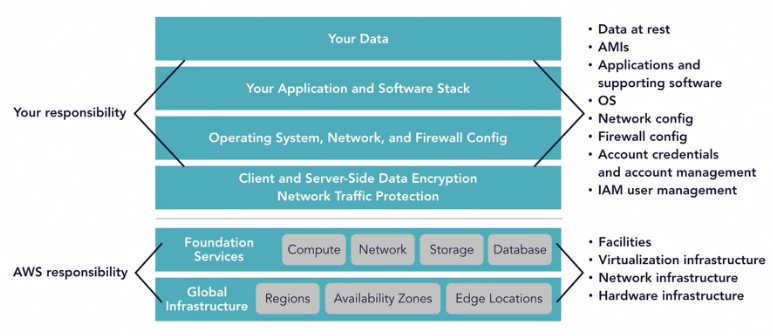 Your responsibility
Your Data
Your Application and Software Stack
Operating System, Network, and Firewall Config
Client and Server-Side Data Encryption
Network Traffic Protection
• Data at rest
• AMIs
• Applications and
supporting software
• OS
• Network config
• Firewall config
• Account credentials
and account management
• IAM user management
AWS responsibility
Foundation
Services
Compute
Network
Storage
Database
Global
Infrastructure
Regions
Availability Zones
Edge Locations
• Facilities
• Virtualization infrastructure
• Network infrastructure
• Hardware infrastructure